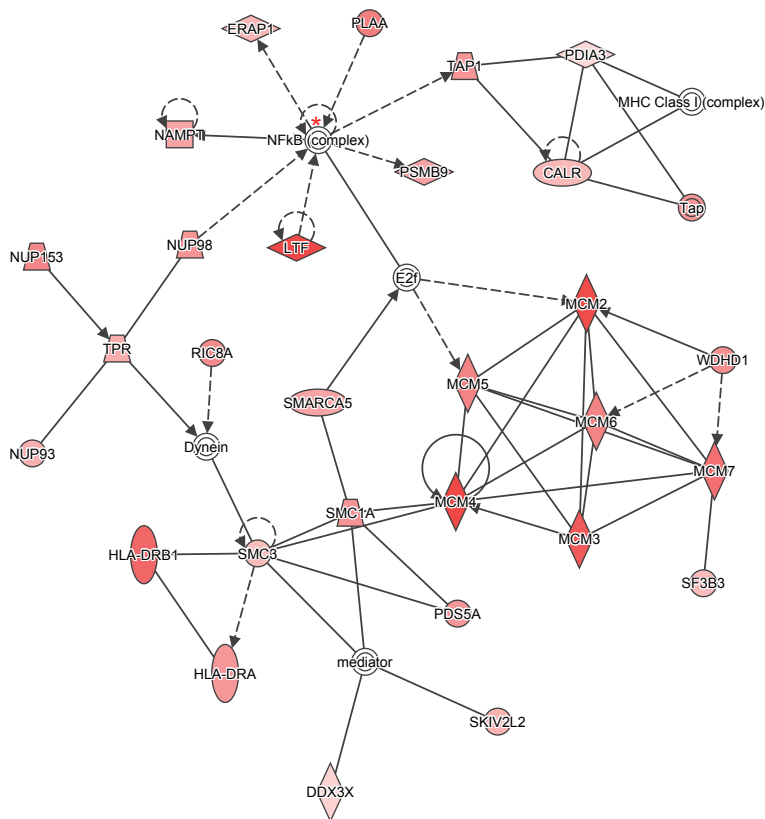 ERAP1
PLAA
TAP1
PDIA3
MHC Class I (complex)
*
NAMPT
NFkB (complex)
PSMB9
CALR
Tap
NUP153
NUP98
LTF
E2f
MCM2
TPR
RIC8A
WDHD1
MCM5
SMARCA5
MCM6
NUP93
Dynein
MCM7
MCM4
SMC1A
MCM3
HLA-DRB1
SMC3
SF3B3
PDS5A
HLA-DRA
mediator
SKIV2L2
DDX3X